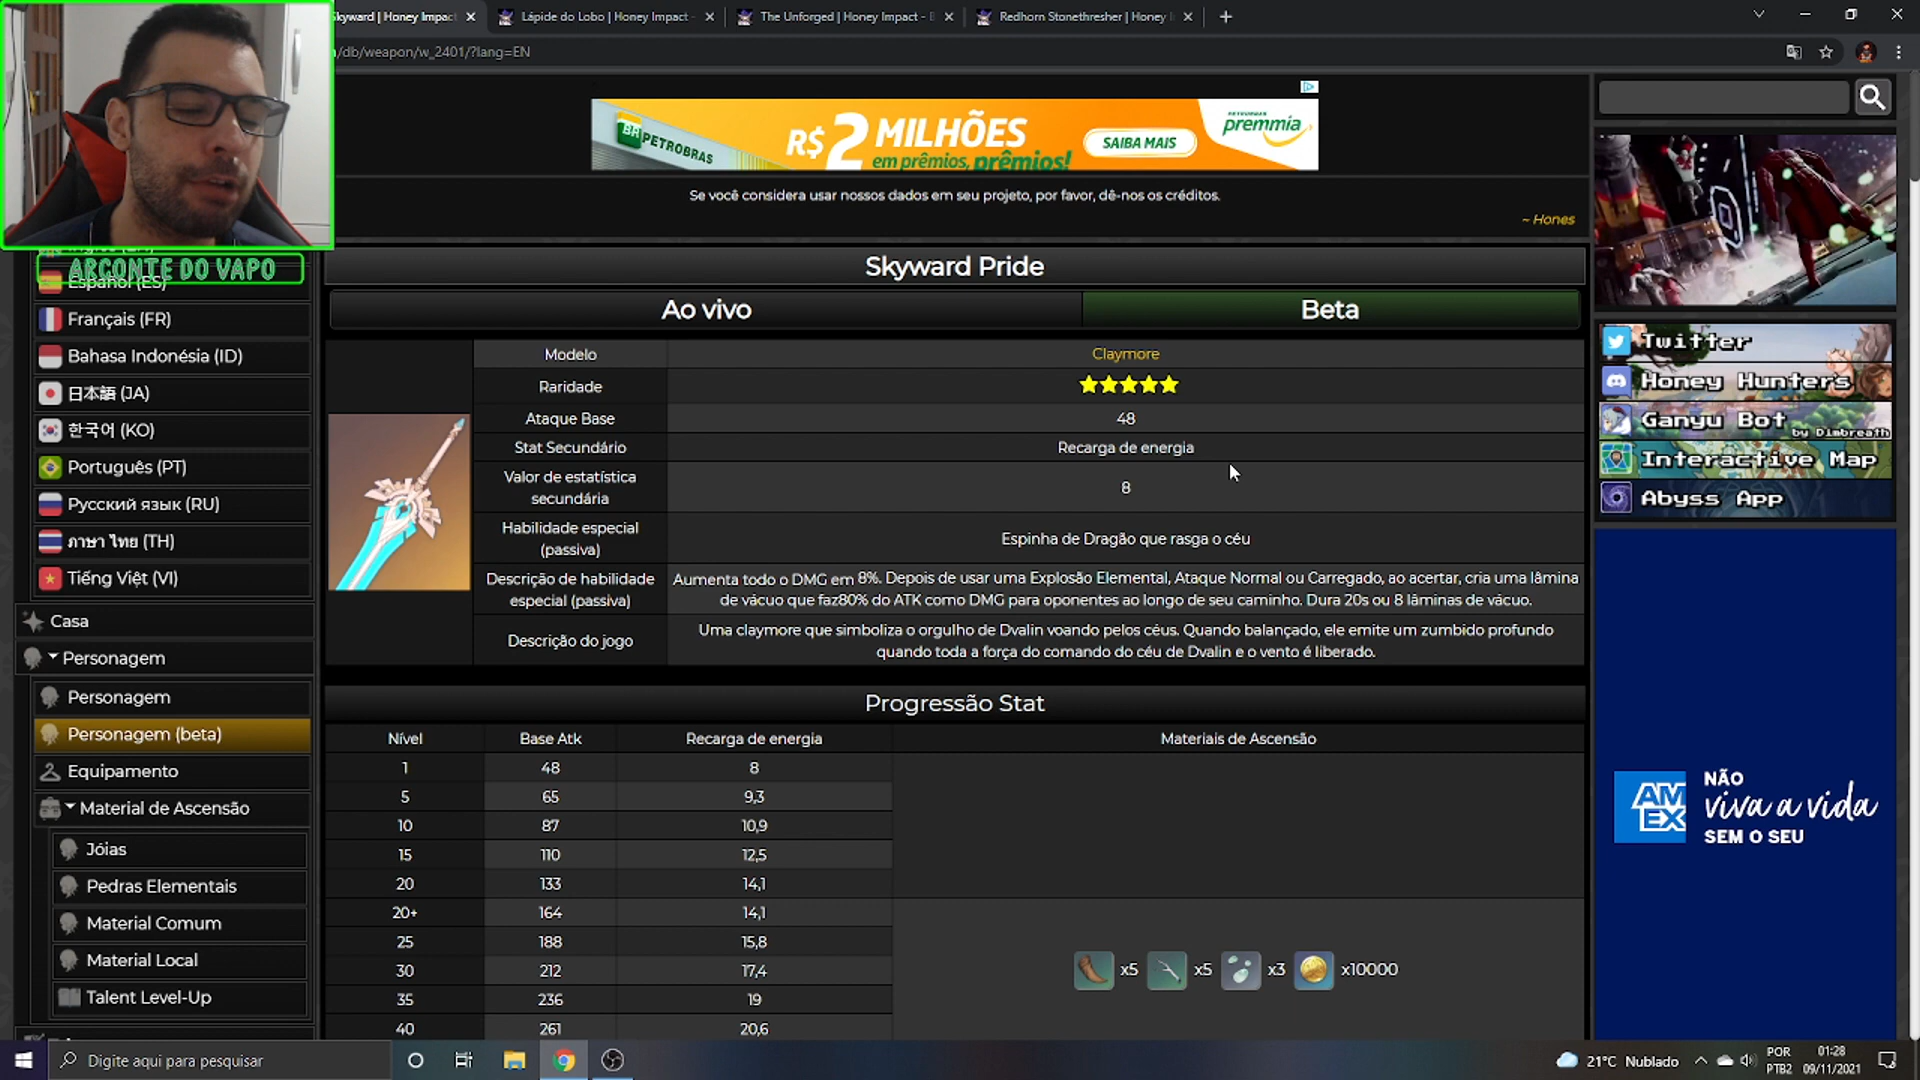 Skyward | Honey Impact
Lápide do Lobo | Honey Impact -
The Unforged | Honey Impact - B
Redhorn Stonethresher | Honey I
/db/weapon/w_2401/?lang=EN
BR PETROBRAS
R$ 2 MILHÕES
em prêmios, prêmios!
SAIBA MAIS
PETROBRAS
premmia
Se você considera usar nossos dados em seu projeto, por favor, dê-nos os créditos.
~ Hones
ARCONTE DO VAPO
Español (ES)
Français (FR)
Bahasa Indonésia (ID)
日本語 (JA)
한국어 (KO)
Português (PT)
Русский язык (RU)
ภาษา ไทย (TH)
Tiếng Việt (VI)
Casa
Personagem
Personagem
Personagem (beta)
Equipamento
Material de Ascensão
Jóias
Pedras Elementais
Material Comum
Material Local
Talent Level-Up
Skyward Pride
Ao vivo
Beta
Modelo
Claymore
Raridade
Ataque Base
48
Stat Secundário
Recarga de energia
Valor de estatística
secundária
8
Habilidade especial
(passiva)
Espinha de Dragão que rasga o céu
Descrição de habilidade
especial (passiva)
Aumenta todo o DMG em 8%. Depois de usar uma Explosão Elemental, Ataque Normal ou Carregado, ao acertar, cria uma lâmina
de vácuo que faz80% do ATK como DMG para oponentes ao longo de seu caminho. Dura 20s ou 8 lâminas de vácuo.
Descrição do jogo
Uma claymore que simboliza o orgulho de Dvalin voando pelos céus. Quando balançado, ele emite um zumbido profundo
quando toda a força do comando do céu de Dvalin e o vento é liberado.
Progressão Stat
Nível Base Atk Recarga de energia Materiais de Ascensão
1 48 8
5 65 9,3
10 87 10,9
15 110 12,5
20 133 14,1
20+ 164 14,1
25 188 15,8
30 212 17,4
35 236 19
40 261 20,6
x5 x5 x3 x10000
Twitter
Honey Hunters
Ganyu Bot
by Dimbreath
Interactive Map
Abyss App
AM
EX
NÃO
viva a vida
SEM O SEU
Digite aqui para pesquisar
21°C Nublado
POR
PTB2
01:28
09/11/2021